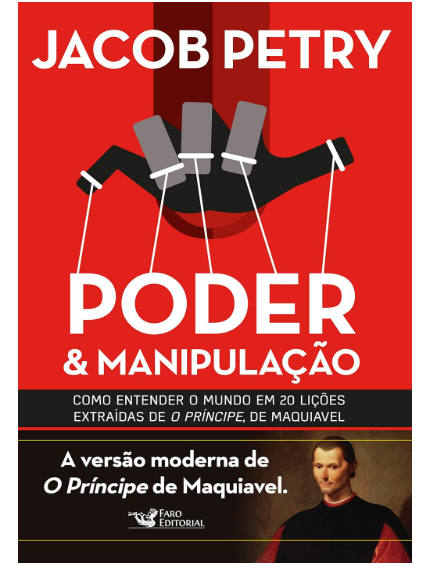 JACOB PETRY
PODER
& MANIPULAÇÃO
COMO ENTENDER O MUNDO EM 20 LIÇÕES
EXTRAÍDAS DE O PRÍNCIPE, DE MAQUIAVEL
A versão moderna de
O Príncipe de Maquiavel.
FARO
EDITORIAL